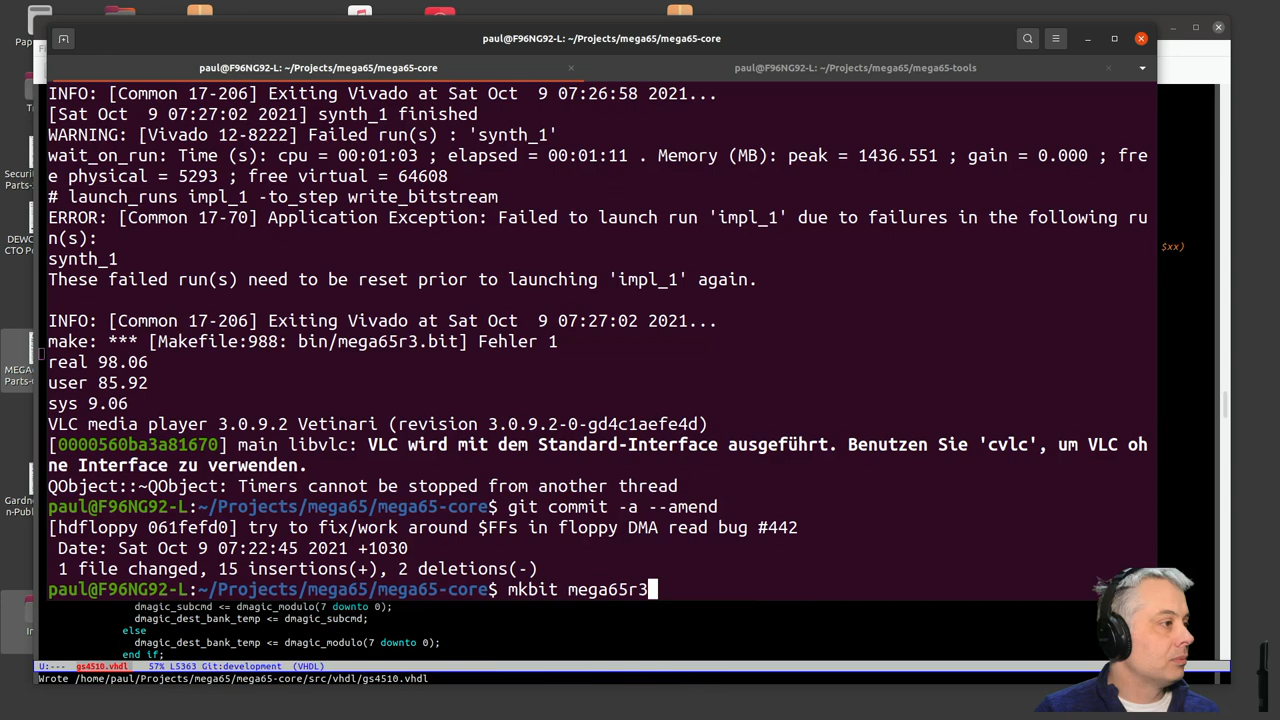 paul@F96NG92-L: ~/Projects/mega65/mega65-core
paul@F96NG92-L: ~/Projects/mega65/mega65-core
paul@F96NG92-L: ~/Projects/mega65/mega65-tools
INFO: [Common 17-206] Exiting Vivado at Sat Oct  9 07:26:58 2021...
[Sat Oct  9 07:27:02 2021] synth_1 finished
WARNING: [Vivado 12-8222] Failed run(s) : 'synth_1'
wait_on_run: Time (s): cpu = 00:01:03 ; elapsed = 00:01:11 . Memory (MB): peak = 1436.551 ; gain = 0.000 ; fre
e physical = 5293 ; free virtual = 64608
# launch_runs impl_1 -to_step write_bitstream
ERROR: [Common 17-70] Application Exception: Failed to launch run 'impl_1' due to failures in the following ru
n(s):
synth_1
These failed run(s) need to be reset prior to launching 'impl_1' again.
INFO: [Common 17-206] Exiting Vivado at Sat Oct  9 07:27:02 2021...
make: *** [Makefile:988: bin/mega65r3.bit] Fehler 1
real 98.06
user 85.92
sys 9.06
VLC media player 3.0.9.2 Vetinari (revision 3.0.9.2-0-gd4c1aefe4d)
[0000560ba3a81670] main libvlc: VLC wird mit dem Standard-Interface ausgeführt. Benutzen Sie 'cvlc', um VLC oh
ne Interface zu verwenden.
QObject::~QObject: Timers cannot be stopped from another thread
paul@F96NG92-L:~/Projects/mega65/mega65-core$ git commit -a --amend
[hdfloppy 061fefd0] try to fix/work around $FFs in floppy DMA read bug #442
 Date: Sat Oct 9 07:22:45 2021 +1030
 1 file changed, 15 insertions(+), 2 deletions(-)
paul@F96NG92-L:~/Projects/mega65/mega65-core$ mkbit mega65r3
dmagic_subcmd <= dmagic_modulo(7 downto 0);
dmagic_dest_bank_temp <= dmagic_subcmd;
else
dmagic_dest_bank_temp <= dmagic_modulo(7 downto 0);
end if;
U:---  gs4510.vhdl  57% L5363 Git:development  (VHDL)
Wrote /home/paul/Projects/mega65/mega65-core/src/vhdl/gs4510.vhdl
$xx)
Securit
Parts-
DEWC
CTO P
MEGA
Parts-
Gardn
n-Publ